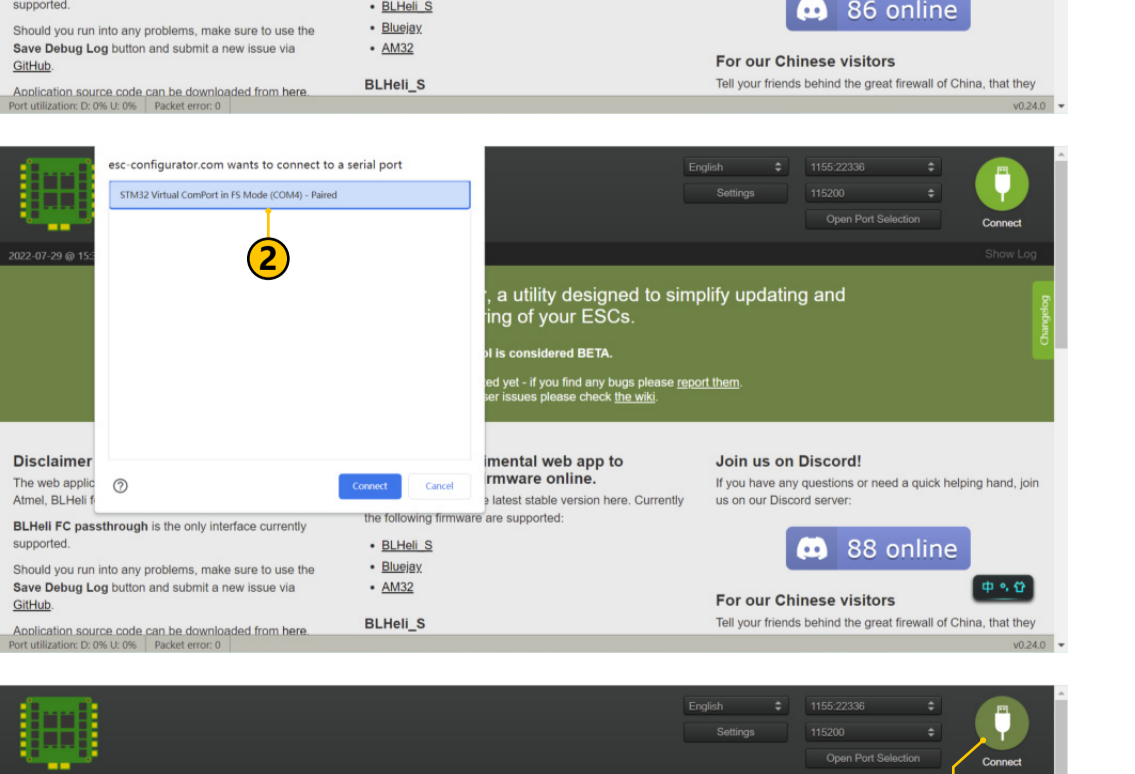 supported.
Should you run into any problems, make sure to use the
Save Debug Log button and submit a new issue via
GitHub.
Application source code can be downloaded from here.
• BLHeli_S
• Bluejay
• AM32
BLHeli_S
86 online
For our Chinese visitors
Tell your friends behind the great firewall of China, that they
Port utilization: D: 0% U: 0%
Packet error: 0
v0.24.0
esc-configurator.com wants to connect to a serial port
STM32 Virtual ComPort in FS Mode (COM4) - Paired
2
Connect
Cancel
English
1155:22336
Settings
115200
Open Port Selection
Connect
2022-07-29 @ 15:3
Show Log
, a utility designed to simplify updating and
ring of your ESCs.
ol is considered BETA.
ed yet - if you find any bugs please report them.
ser issues please check the wiki.
Changelog
Disclaimer
The web applic
Atmel, BLHeli f
BLHeli FC passthrough is the only interface currently
supported.
Should you run into any problems, make sure to use the
Save Debug Log button and submit a new issue via
GitHub.
Application source code can be downloaded from here.
imental web app to
rmware online.
e latest stable version here. Currently
the following firmware are supported:
• BLHeli_S
• Bluejay
• AM32
BLHeli_S
Join us on Discord!
If you have any questions or need a quick helping hand, join
us on our Discord server:
88 online
中
For our Chinese visitors
Tell your friends behind the great firewall of China, that they
Port utilization: D: 0% U: 0%
Packet error: 0
v0.24.0
English
1155:22336
Settings
115200
Open Port Selection
Connect